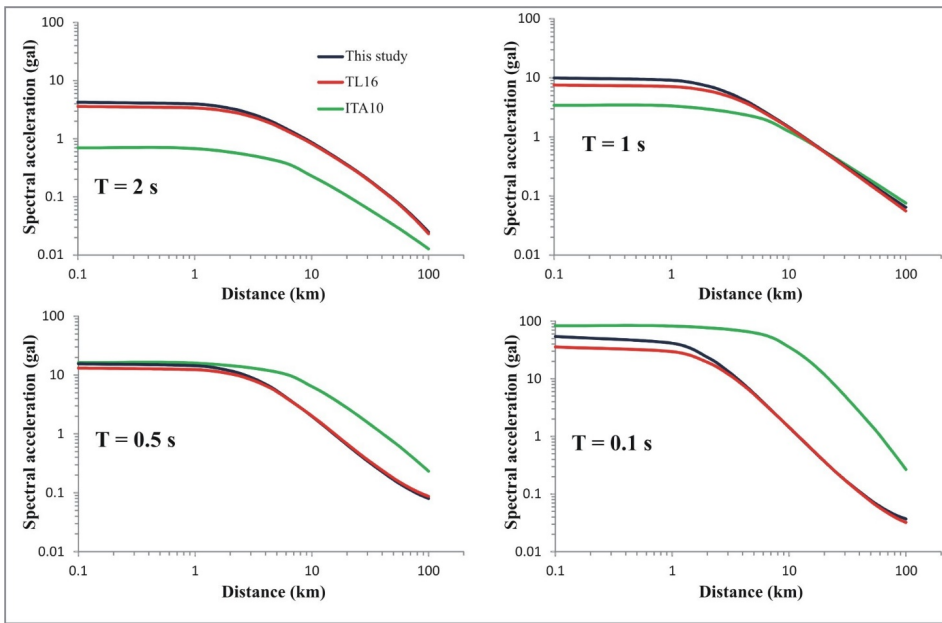 Spectral acceleration (gal)
100
10
1
0.1
0.01
This study
TL16
ITA10
T = 2 s
0.1 1 10 100
Distance (km)
Spectral acceleration (gal)
100
10
1
0.1
0.01
T = 1 s
0.1 1 10 100
Distance (km)
Spectral acceleration (gal)
100
10
1
0.1
0.01
T = 0.5 s
0.1 1 10 100
Distance (km)
Spectral acceleration (gal)
100
10
1
0.1
0.01
T = 0.1 s
0.1 1 10 100
Distance (km)